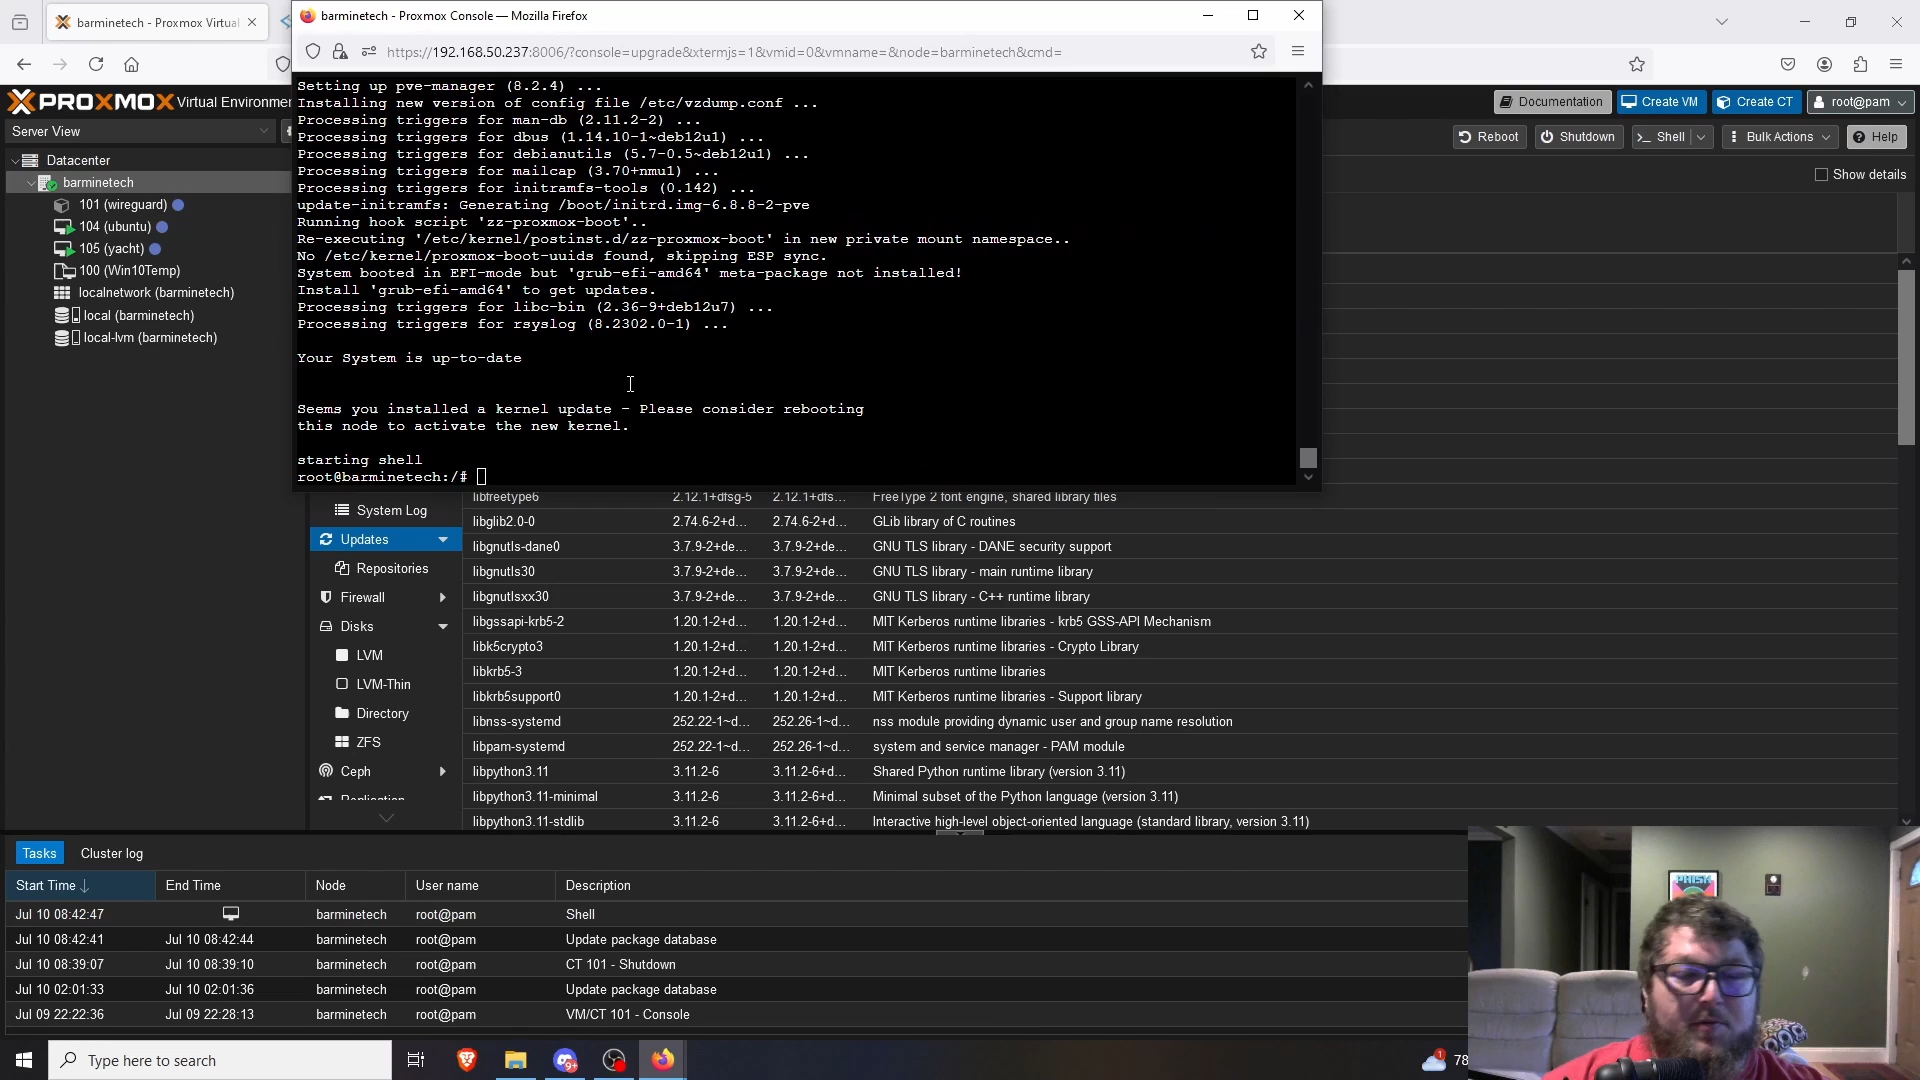 barminetech - Proxmox Virtual
barminetech - Proxmox Console — Mozilla Firefox
https://192.168.50.237:8006/?console=upgrade&xtermjs=1&vmid=0&vmname=&node=barminetech&cmd=
Setting up pve-manager (8.2.4) ...
Installing new version of config file /etc/vzdump.conf ...
Processing triggers for man-db (2.11.2-2) ...
Processing triggers for dbus (1.14.10-1~deb12u1) ...
Processing triggers for debianutils (5.7-0.5~deb12u1) ...
Processing triggers for mailcap (3.70+nmu1) ...
Processing triggers for initramfs-tools (0.142) ...
update-initramfs: Generating /boot/initrd.img-6.8.8-2-pve
Running hook script 'zz-proxmox-boot'..
Re-executing '/etc/kernel/postinst.d/zz-proxmox-boot' in new private mount namespace..
No /etc/kernel/proxmox-boot-uuids found, skipping ESP sync.
System booted in EFI-mode but 'grub-efi-amd64' meta-package not installed!
Install 'grub-efi-amd64' to get updates.
Processing triggers for libc-bin (2.36-9+deb12u7) ...
Processing triggers for rsyslog (8.2302.0-1) ...
Your System is up-to-date
Seems you installed a kernel update - Please consider rebooting
this node to activate the new kernel.
starting shell
root@barminetech:/#
PROXMOX Virtual Environment
Documentation Create VM Create CT root@pam
Server View
Reboot Shutdown Shell Bulk Actions Help
Show details
Datacenter
barminetech
101 (wireguard)
104 (ubuntu)
105 (yacht)
100 (Win10Temp)
localnetwork (barminetech)
local (barminetech)
local-lvm (barminetech)
System Log
Updates
Repositories
Firewall
Disks
LVM
LVM-Thin
Directory
ZFS
Ceph
Replication
libfreetype6 2.12.1+dfsg-5 2.12.1+dfs... FreeType 2 font engine, shared library files
libglib2.0-0 2.74.6-2+d... 2.74.6-2+d... GLib library of C routines
libgnutls-dane0 3.7.9-2+de... 3.7.9-2+de... GNU TLS library - DANE security support
libgnutls30 3.7.9-2+de... 3.7.9-2+de... GNU TLS library - main runtime library
libgnutlsxx30 3.7.9-2+de... 3.7.9-2+de... GNU TLS library - C++ runtime library
libgssapi-krb5-2 1.20.1-2+d... 1.20.1-2+d... MIT Kerberos runtime libraries - krb5 GSS-API Mechanism
libk5crypto3 1.20.1-2+d... 1.20.1-2+d... MIT Kerberos runtime libraries - Crypto Library
libkrb5-3 1.20.1-2+d... 1.20.1-2+d... MIT Kerberos runtime libraries
libkrb5support0 1.20.1-2+d... 1.20.1-2+d... MIT Kerberos runtime libraries - Support library
libnss-systemd 252.22-1~d... 252.26-1~d... nss module providing dynamic user and group name resolution
libpam-systemd 252.22-1~d... 252.26-1~d... system and service manager - PAM module
libpython3.11 3.11.2-6 3.11.2-6+d... Shared Python runtime library (version 3.11)
libpython3.11-minimal 3.11.2-6 3.11.2-6+d... Minimal subset of the Python language (version 3.11)
libpython3.11-stdlib 3.11.2-6 3.11.2-6+d... Interactive high-level object-oriented language (standard library, version 3.11)
Tasks Cluster log
Start Time End Time Node User name Description
Jul 10 08:42:47 barminetech root@pam Shell
Jul 10 08:42:41 Jul 10 08:42:44 barminetech root@pam Update package database
Jul 10 08:39:07 Jul 10 08:39:10 barminetech root@pam CT 101 - Shutdown
Jul 10 02:01:33 Jul 10 02:01:36 barminetech root@pam Update package database
Jul 09 22:22:36 Jul 09 22:28:13 barminetech root@pam VM/CT 101 - Console
PHISH
Type here to search
1
78